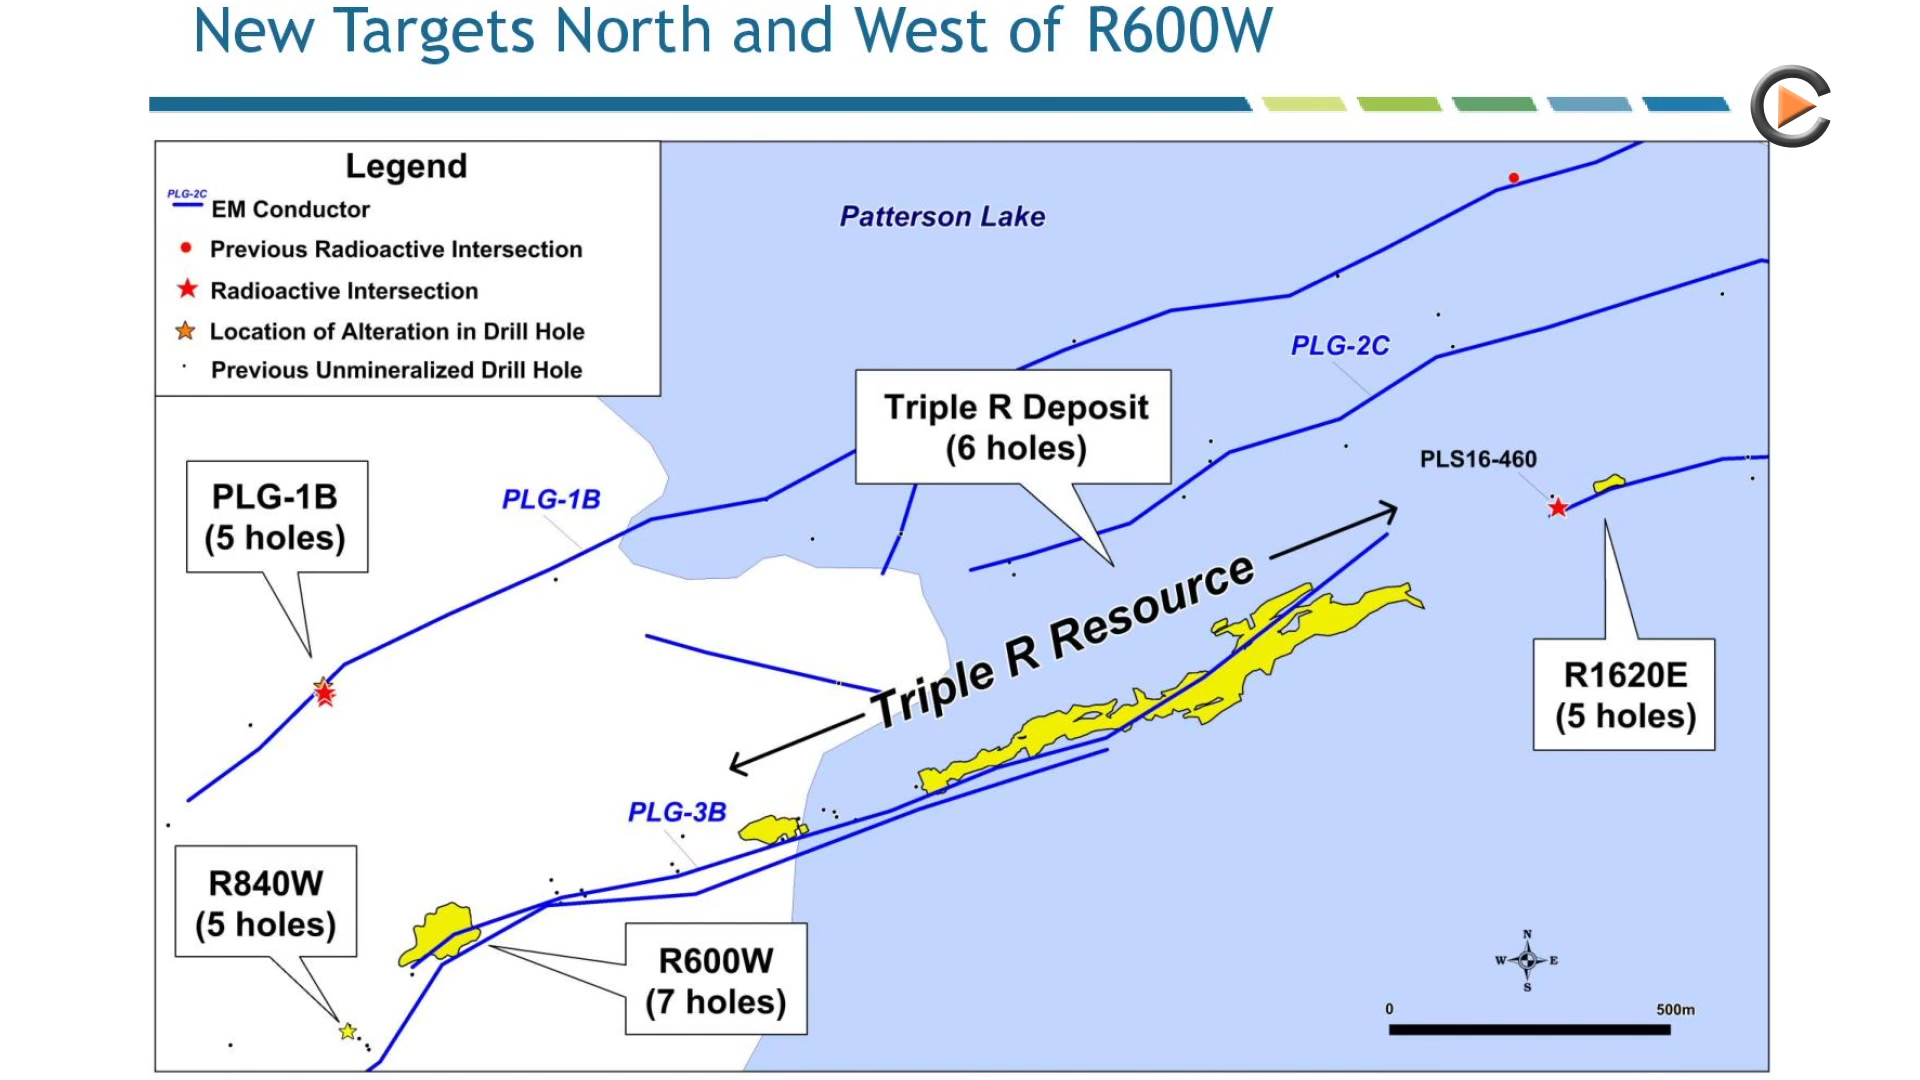 New Targets North and West of R600W
Legend
PLG-2C
EM Conductor
Previous Radioactive Intersection
Radioactive Intersection
Location of Alteration in Drill Hole
Previous Unmineralized Drill Hole
Patterson Lake
PLG-2C
Triple R Deposit
(6 holes)
PLS16-460
PLG-1B
(5 holes)
PLG-1B
Triple R Resource
R1620E
(5 holes)
PLG-3B
R840W
(5 holes)
R600W
(7 holes)
N
W
E
S
0
500m